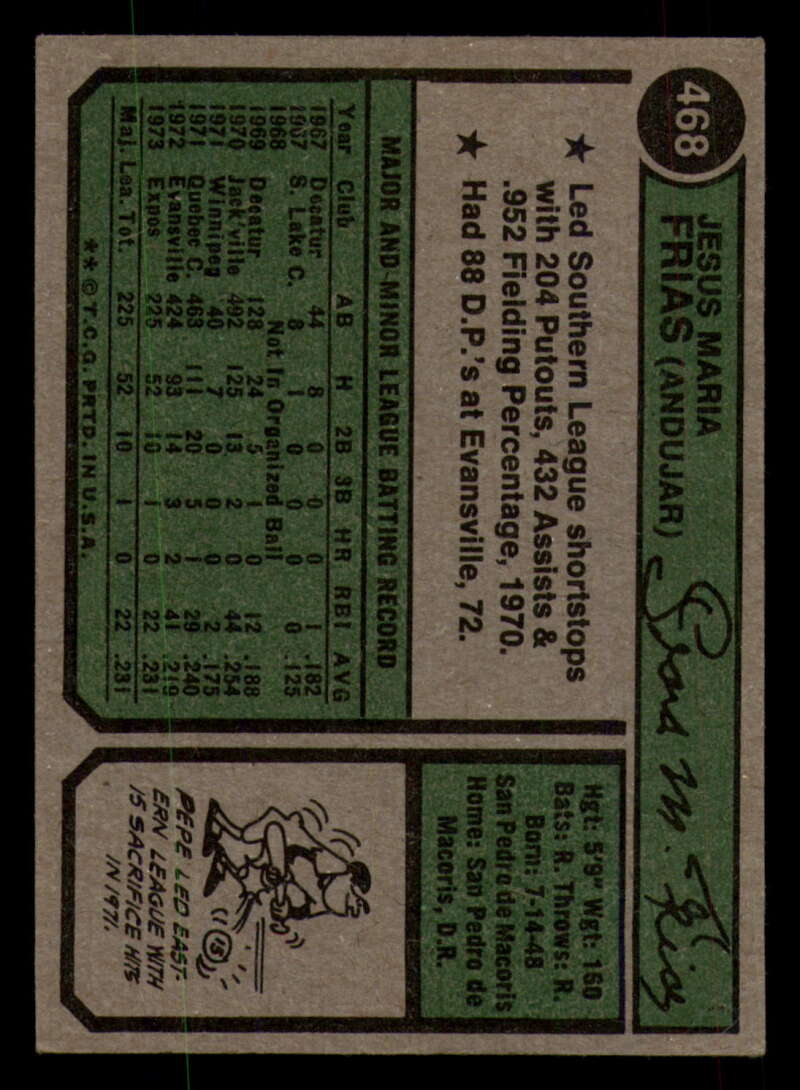 468
JESUS MARIA
FRIAS (ANDUJAR)
★ Led Southern League shortstops
with 204 Putouts, 432 Assists &
.952 Fielding Percentage, 1970.
★ Had 88 D.P.'s at Evansville, 72.
MAJOR AND MINOR LEAGUE BATTING RECORD
Year Club AB H 2B 3B HR RBI AVG
1967 Decatur 44 8 0 0 0 1 .182
1967 S. Lake C. 8 1 0 0 0 0 .125
1968 Not In Organized Ball
1969 Decatur 128 24 5 1 0 12 .188
1970 Jack'ville 492 125 13 2 0 44 .254
1971 Winnipeg 40 7 0 0 0 2 .175
1971 Quebec C. 463 111 20 5 1 29 .240
1972 Evansville 424 93 14 3 2 41 .219
1973 Expos 225 52 10 1 0 22 .231
Maj. Lea. Tot. 225 52 10 1 0 22 .231
** © T.C.G. PRTD. IN U.S.A.
Hgt: 5'9" Wgt: 160
Bats: R. Throws: R.
Born: 7-14-48
San Pedro de Macoris
Home: San Pedro de
Macoris, D.R.
15
PEPE LED EAST-
ERN LEAGUE WITH
15 SACRIFICE HITS
IN 1971.